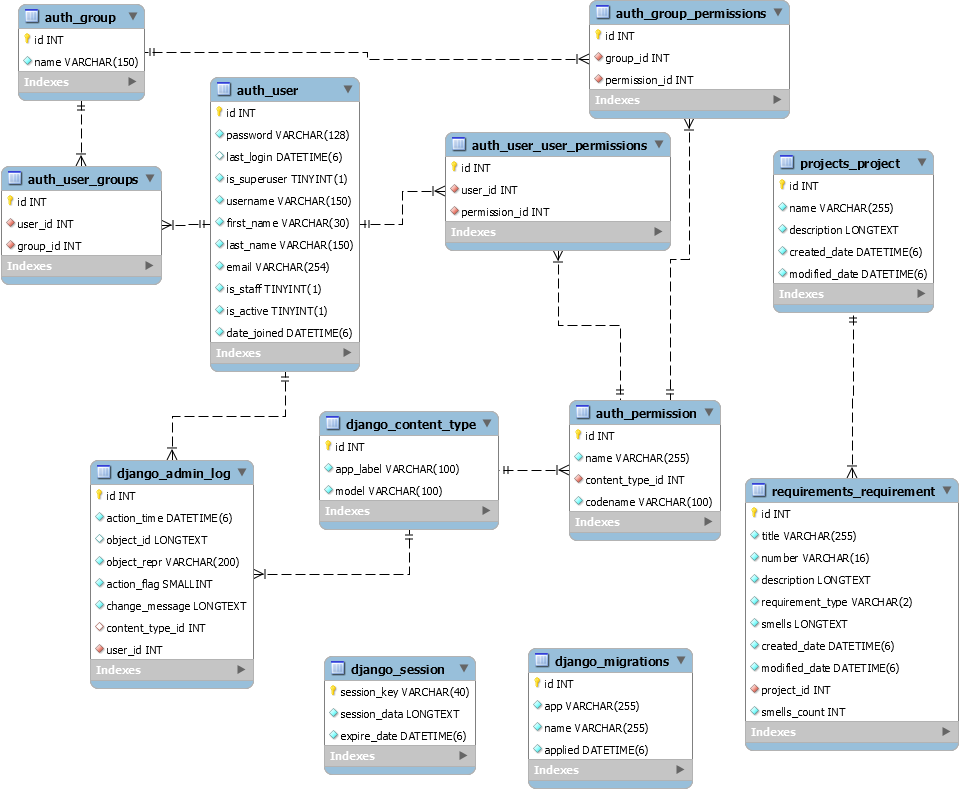 auth_group
id INT
name VARCHAR(150)
Indexes
auth_group_permissions
id INT
group_id INT
permission_id INT
Indexes
auth_user
id INT
password VARCHAR(128)
last_login DATETIME(6)
is_superuser TINYINT(1)
username VARCHAR(150)
first_name VARCHAR(30)
last_name VARCHAR(150)
email VARCHAR(254)
is_staff TINYINT(1)
is_active TINYINT(1)
date_joined DATETIME(6)
Indexes
auth_user_user_permissions
id INT
user_id INT
permission_id INT
Indexes
projects_project
id INT
name VARCHAR(255)
description LONGTEXT
created_date DATETIME(6)
modified_date DATETIME(6)
Indexes
auth_user_groups
id INT
user_id INT
group_id INT
Indexes
django_content_type
id INT
app_label VARCHAR(100)
model VARCHAR(100)
Indexes
auth_permission
id INT
name VARCHAR(255)
content_type_id INT
codename VARCHAR(100)
Indexes
django_admin_log
id INT
action_time DATETIME(6)
object_id LONGTEXT
object_repr VARCHAR(200)
action_flag SMALLINT
change_message LONGTEXT
content_type_id INT
user_id INT
Indexes
requirements_requirement
id INT
title VARCHAR(255)
number VARCHAR(16)
description LONGTEXT
requirement_type VARCHAR(2)
smells LONGTEXT
created_date DATETIME(6)
modified_date DATETIME(6)
project_id INT
smells_count INT
Indexes
django_session
session_key VARCHAR(40)
session_data LONGTEXT
expire_date DATETIME(6)
Indexes
django_migrations
id INT
app VARCHAR(255)
name VARCHAR(255)
applied DATETIME(6)
Indexes